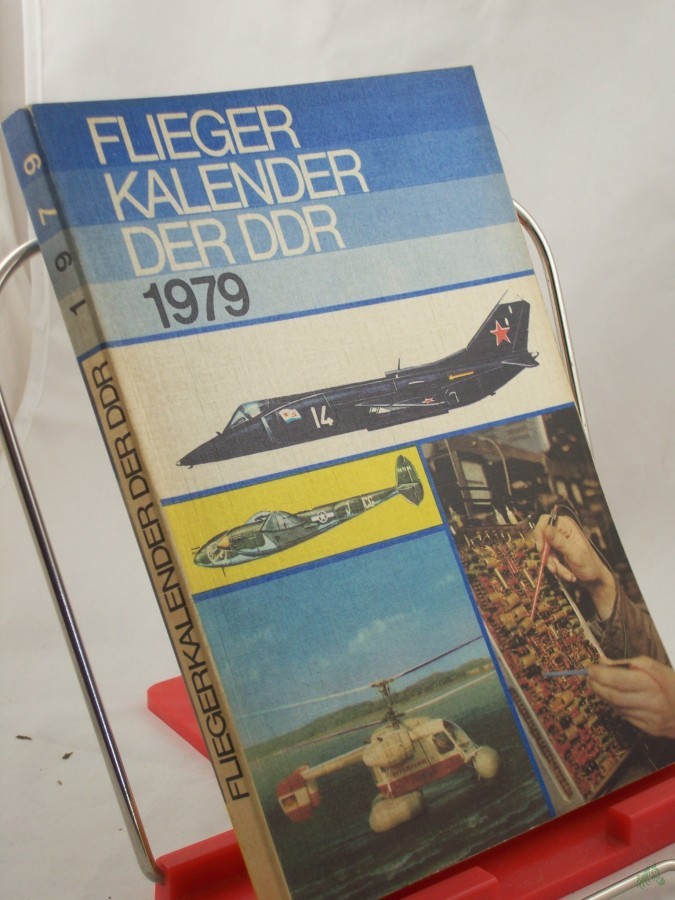 FLIEGER
KALENDER
DER DDR
1979
14
FLIEGERKALENDER DER DDR 1979